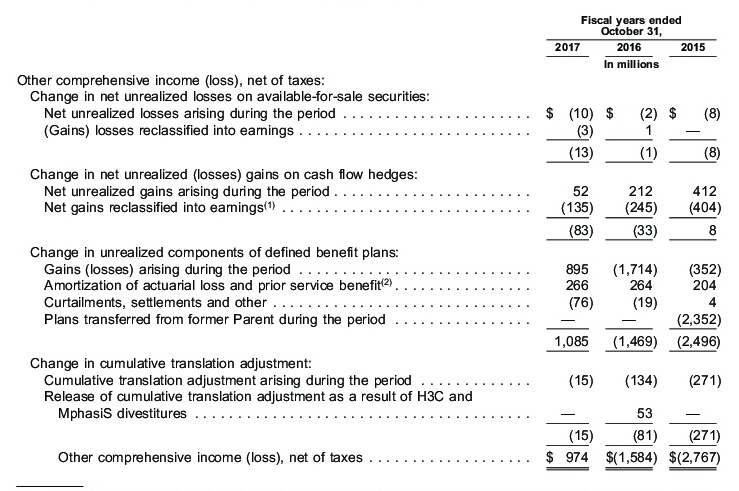 Fiscal years ended
October 31,
2017 2016 2015
In millions
Other comprehensive income (loss), net of taxes:
Change in net unrealized losses on available-for-sale securities:
Net unrealized losses arising during the period . . . . . . . . . . . . . . . . . . . . . . . $ (10) $ (2) $ (8)
(Gains) losses reclassified into earnings . . . . . . . . . . . . . . . . . . . . . . . . . . . . (3) 1 —
(13) (1) (8)
Change in net unrealized (losses) gains on cash flow hedges:
Net unrealized gains arising during the period . . . . . . . . . . . . . . . . . . . . . . . . 52 212 412
Net gains reclassified into earnings(1) . . . . . . . . . . . . . . . . . . . . . . . . . . . . . . (135) (245) (404)
(83) (33) 8
Change in unrealized components of defined benefit plans:
Gains (losses) arising during the period . . . . . . . . . . . . . . . . . . . . . . . . . . . . 895 (1,714) (352)
Amortization of actuarial loss and prior service benefit(2) . . . . . . . . . . . . . . . . . 266 264 204
Curtailments, settlements and other . . . . . . . . . . . . . . . . . . . . . . . . . . . . . . . (76) (19) 4
Plans transferred from former Parent during the period . . . . . . . . . . . . . . . . . — — (2,352)
1,085 (1,469) (2,496)
Change in cumulative translation adjustment:
Cumulative translation adjustment arising during the period . . . . . . . . . . . . . (15) (134) (271)
Release of cumulative translation adjustment as a result of H3C and
MphasiS divestitures . . . . . . . . . . . . . . . . . . . . . . . . . . . . . . . . . . . . . . . . — 53 —
(15) (81) (271)
Other comprehensive income (loss), net of taxes . . . . . . . . . . . . . . . . . . . . $ 974 $(1,584) $(2,767)